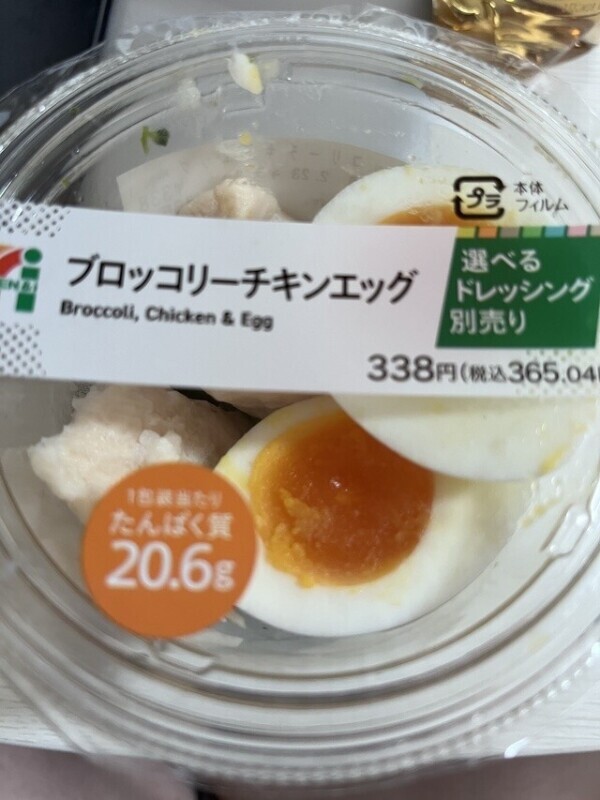 プラ
本体
フィルム
ブロッコリーチキンエッグ
Broccoli, Chicken & Egg
選べる
ドレッシング
別売り
338円(税込365.04
1包装当たり
たんぱく質
20.6g